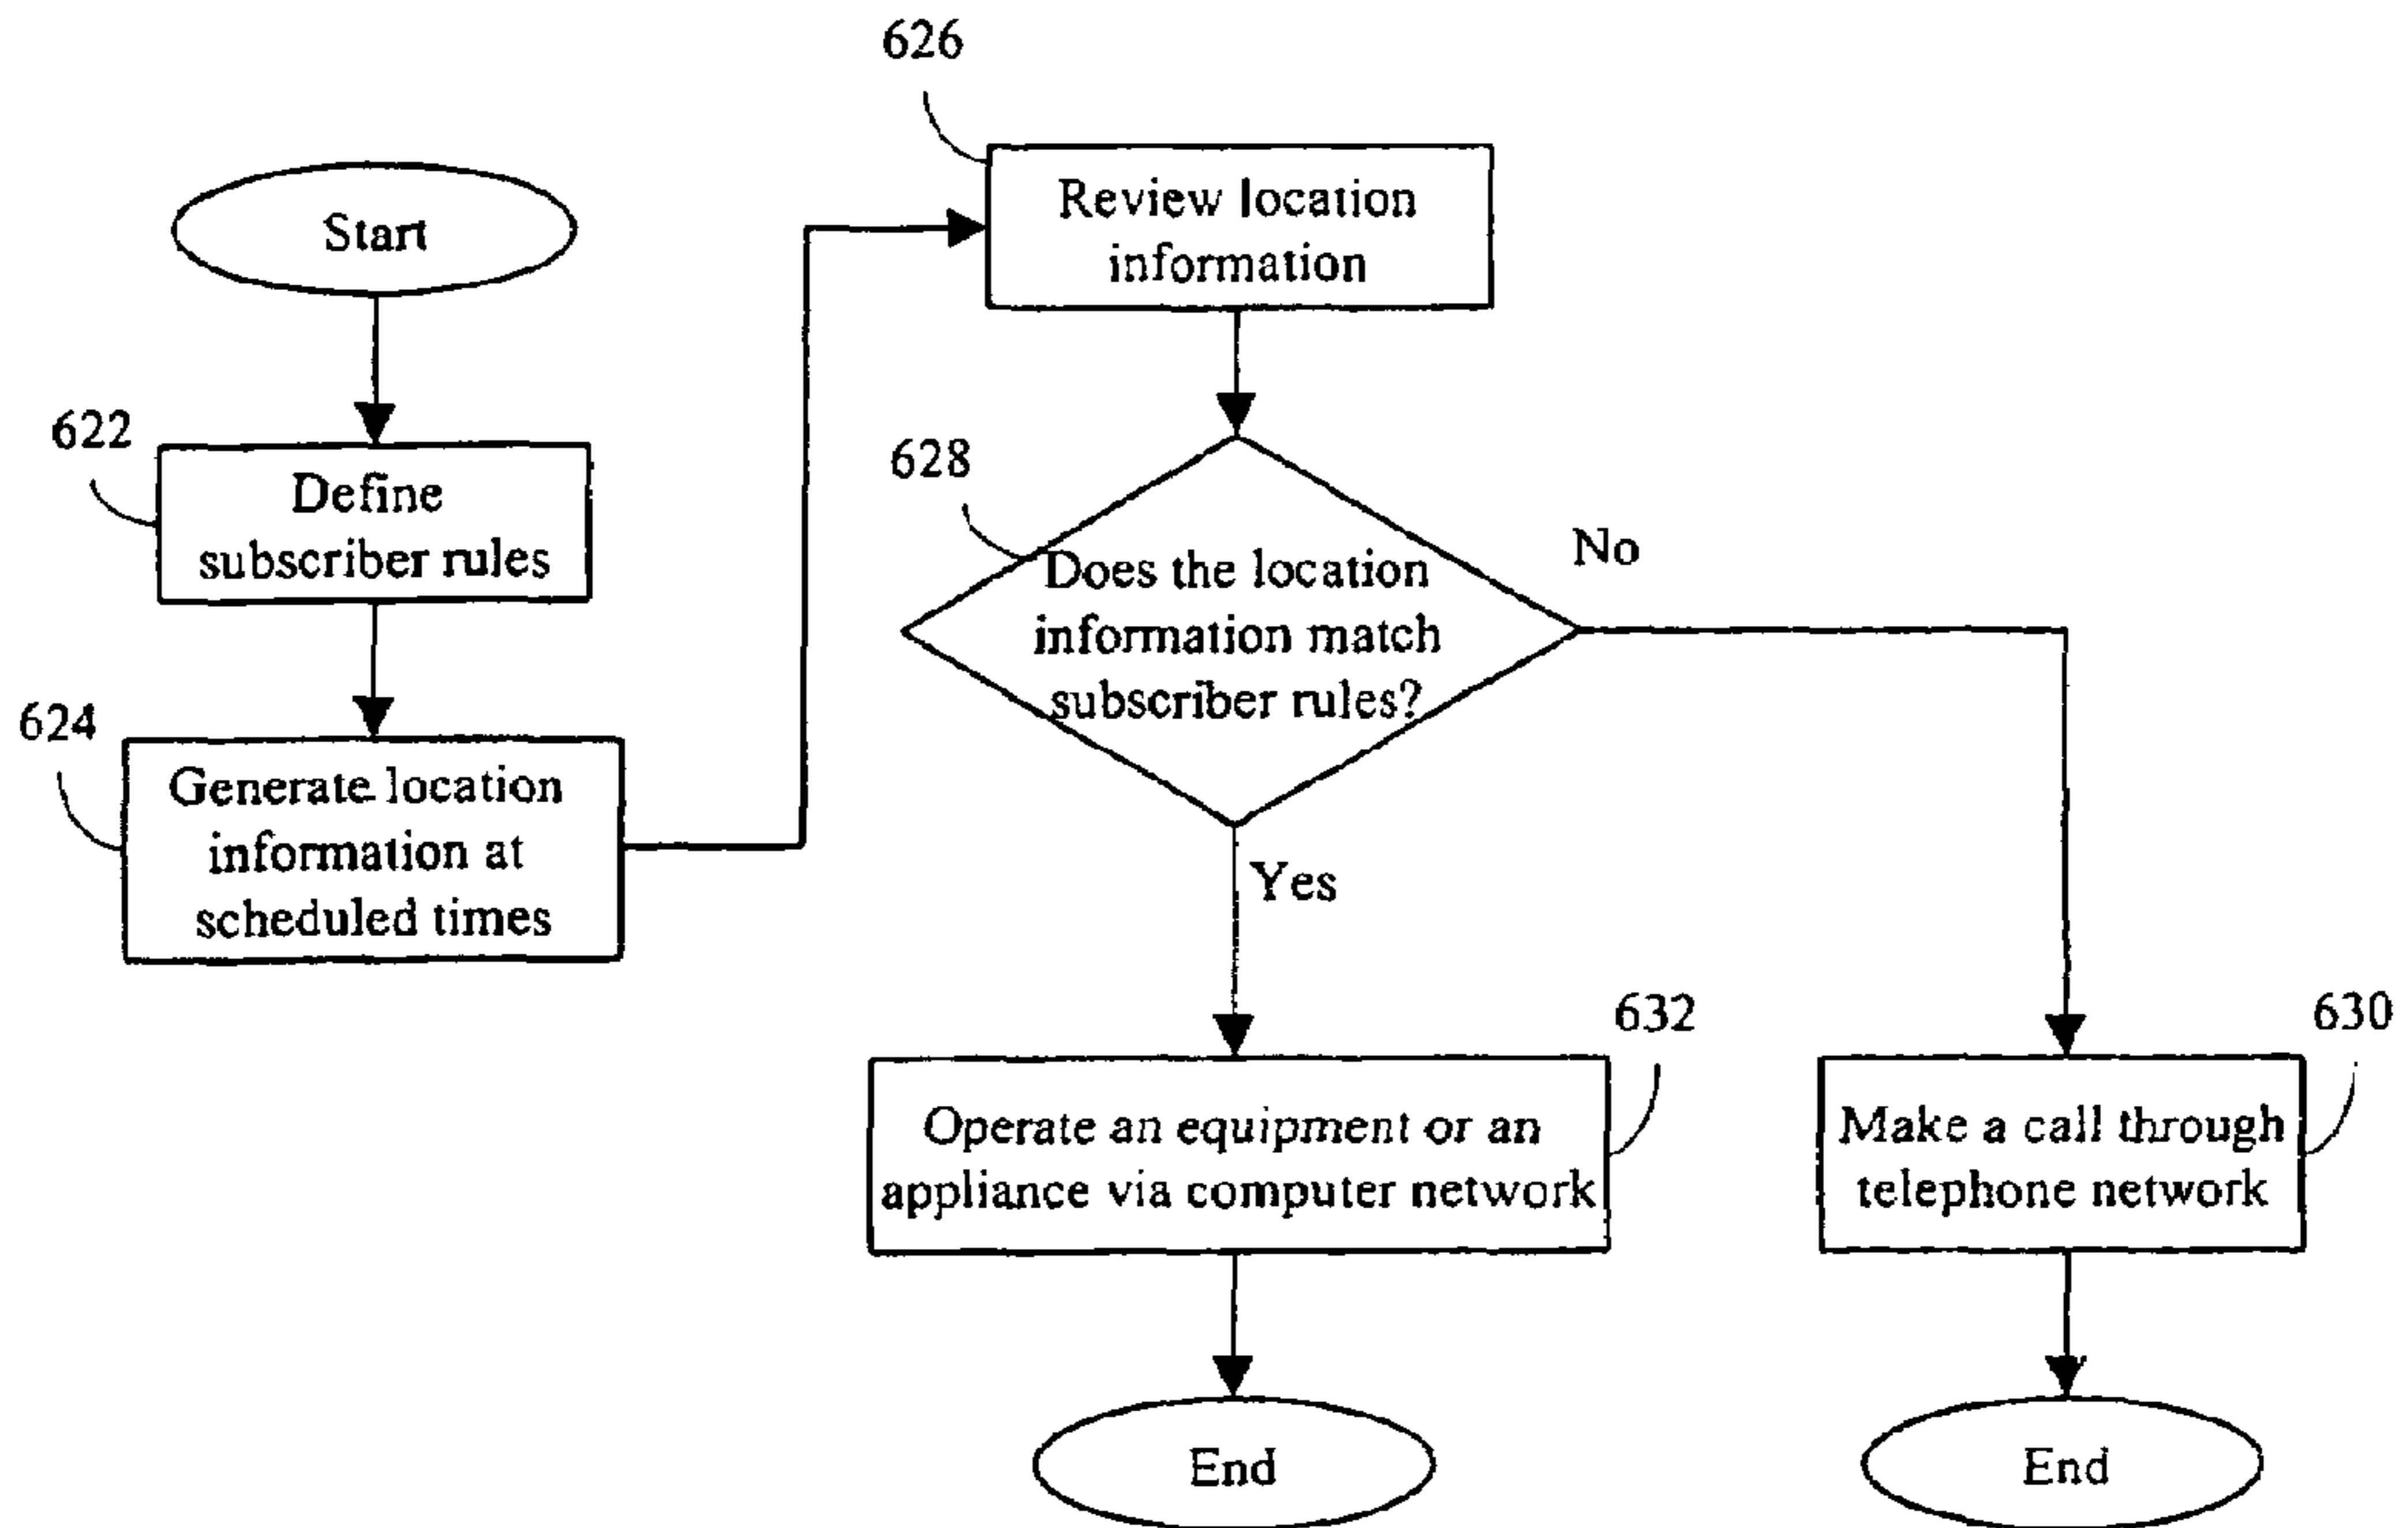 Start
622
Define
subscriber rules
624
Generate location
information at
scheduled times
626
Review location
information
628
Does the location
information match
subscriber rules?
No
Yes
632
Operate an equipment or an
appliance via computer network
630
Make a call through
telephone network
End
End